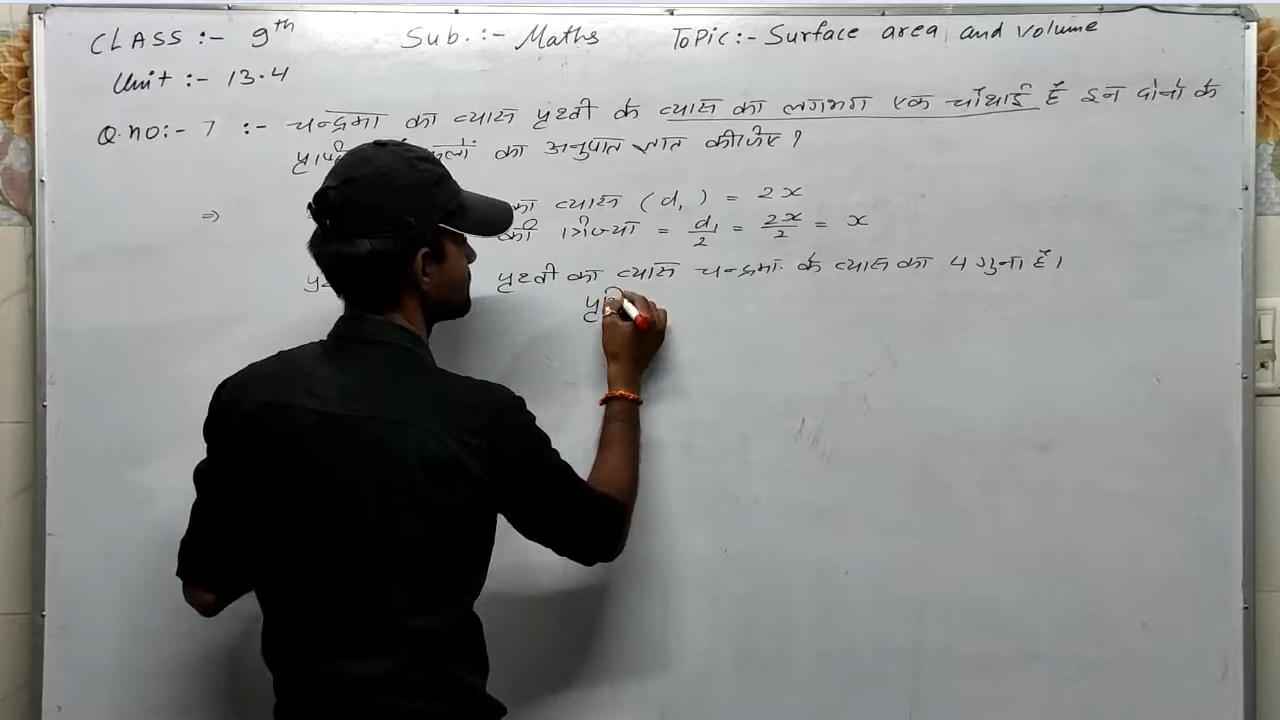 CLASS :- 9th Sub. :- Maths Topic:- Surface area and volume
Unit :- 13.4
Q.no:- 7 :- चन्द्रमा का व्यास पृथ्वी के व्यास का लगभग एक चौथाई है इन दोनो के
का अनुपात ज्ञात कीजिए ?
⇒ का व्यास (d₁) = 2x
की त्रिज्या = d₁/2 = 2x/2 = x
पृथ्वी का व्यास चन्द्रमा के व्यास का 4 गुना है।